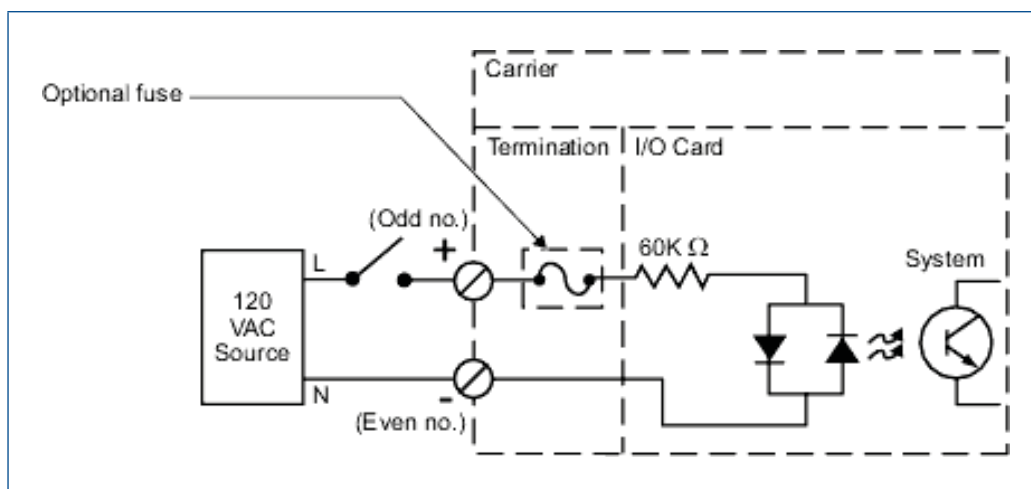 Carrier
Optional fuse
Termination
I/O Card
(Odd no.)
+
60K Ω
System
L
120
VAC
Source
N
-
(Even no.)